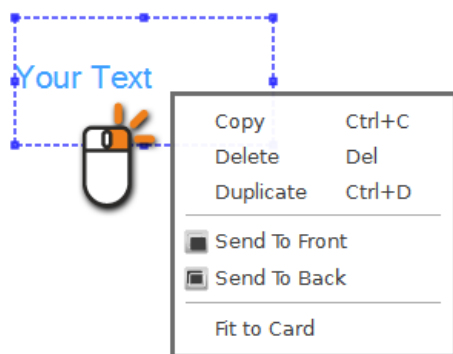 Your Text
Copy Ctrl+C
Delete Del
Duplicate Ctrl+D
Send To Front
Send To Back
Fit to Card